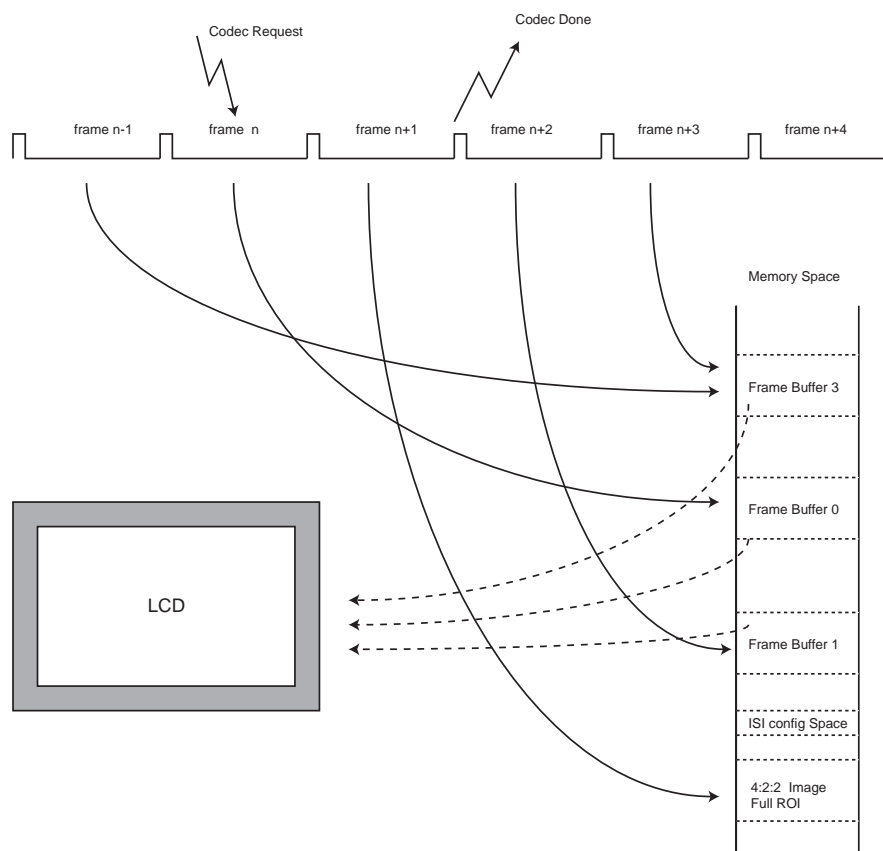 Codec Request
Codec Done
frame n-1
frame n
frame n+1
frame n+2
frame n+3
frame n+4
Memory Space
Frame Buffer 3
Frame Buffer 0
LCD
Frame Buffer 1
ISI config Space
4:2:2 Image
Full ROI